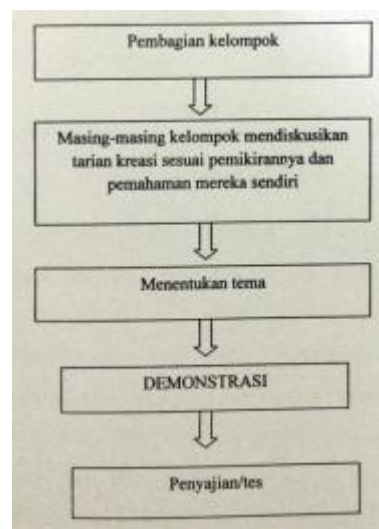 Pembagian kelompok
Masing-masing kelompok mendiskusikan
tarian kreasi sesuai pemikirannya dan
pemahaman mereka sendiri
Menentukan tema
DEMONSTRASI
Penyajian/tes